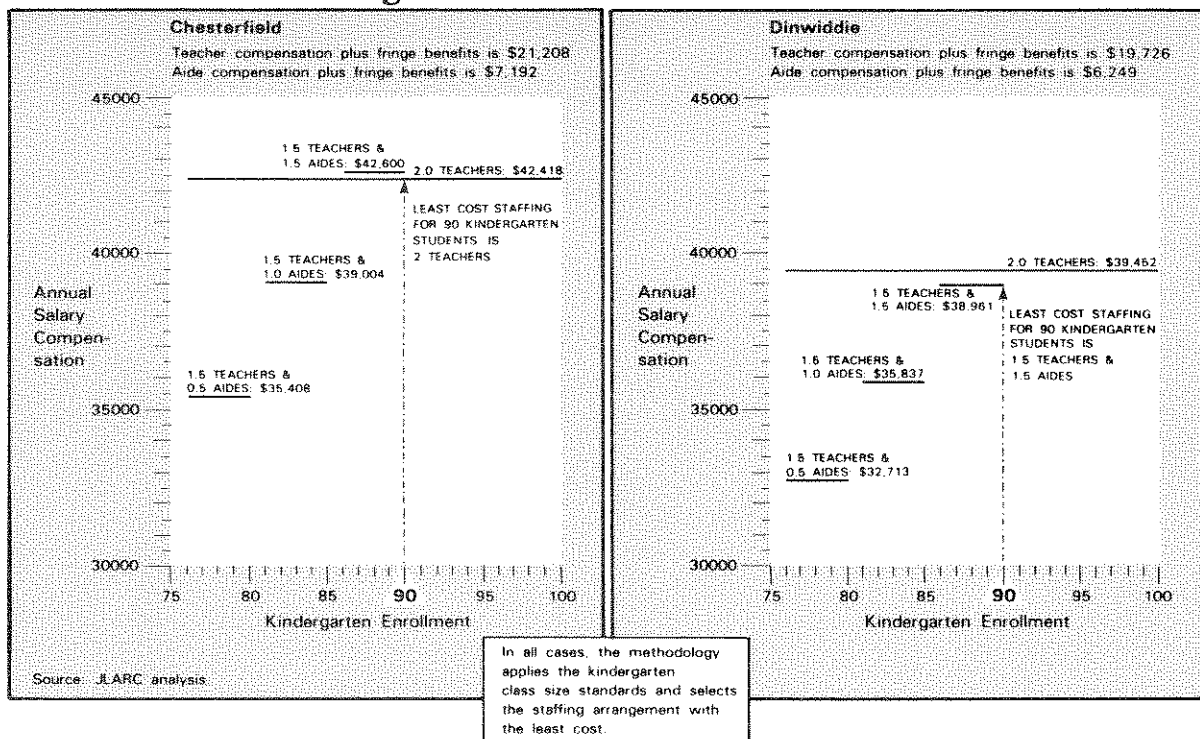 Chesterfield
Teacher compensation plus fringe benefits is $21,208
Aide compensation plus fringe benefits is $7,192
45000
40000
35000
30000
Annual
Salary
Compen-
sation
1.5 TEACHERS &
1.5 AIDES: $42,600
2.0 TEACHERS: $42,418
LEAST COST STAFFING
FOR 90 KINDERGARTEN
STUDENTS IS
2 TEACHERS
1.5 TEACHERS &
1.0 AIDES: $39,004
1.5 TEACHERS &
0.5 AIDES: $35,408
75 80 85 90 95 100
Kindergarten Enrollment
Source: JLARC analysis
Dinwiddie
Teacher compensation plus fringe benefits is $19,726
Aide compensation plus fringe benefits is $6,249
45000
40000
35000
30000
Annual
Salary
Compen-
sation
2.0 TEACHERS: $39,452
1.5 TEACHERS &
1.5 AIDES: $38,961
LEAST COST STAFFING
FOR 90 KINDERGARTEN
STUDENTS IS
1.5 TEACHERS &
1.5 AIDES
1.5 TEACHERS &
1.0 AIDES: $35,837
1.5 TEACHERS &
0.5 AIDES: $32,713
75 80 85 90 95 100
Kindergarten Enrollment
In all cases, the methodology
applies the kindergarten
class size standards and selects
the staffing arrangement with
the least cost.